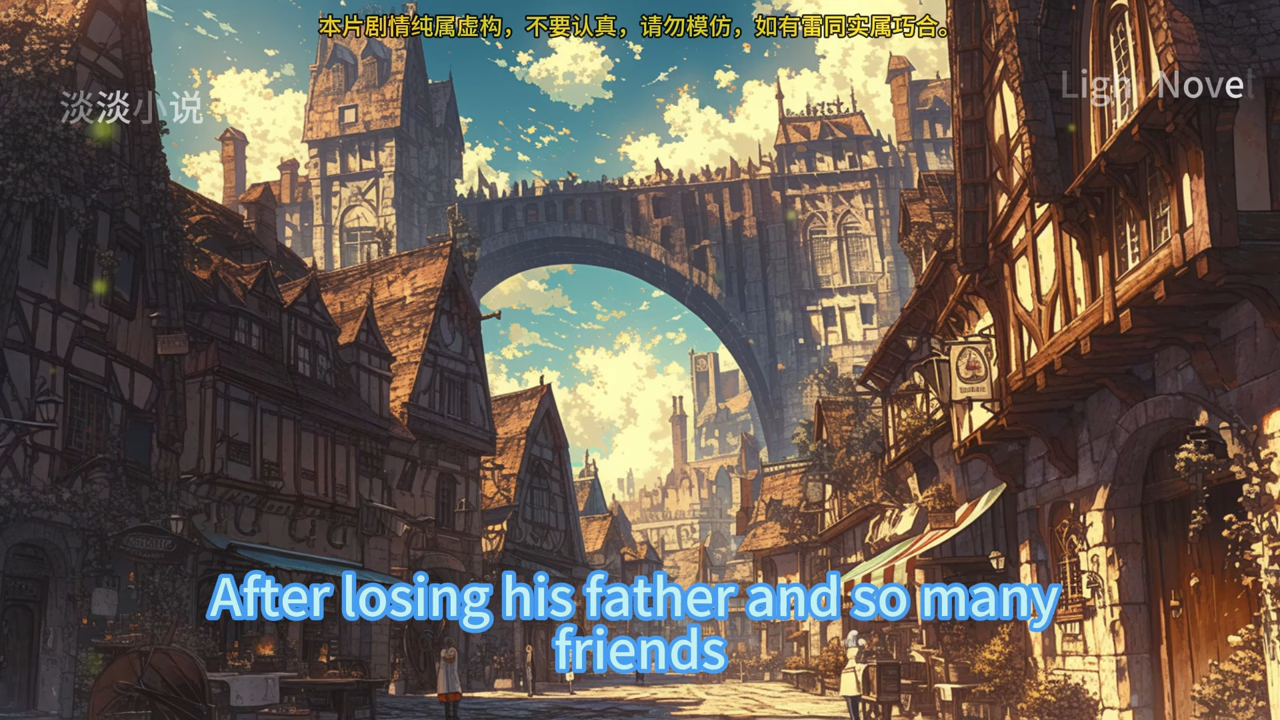 本片剧情纯属虚构，不要认真，请勿模仿，如有雷同实属巧合。
淡淡小说
Light Novel
After losing his father and so many
friends